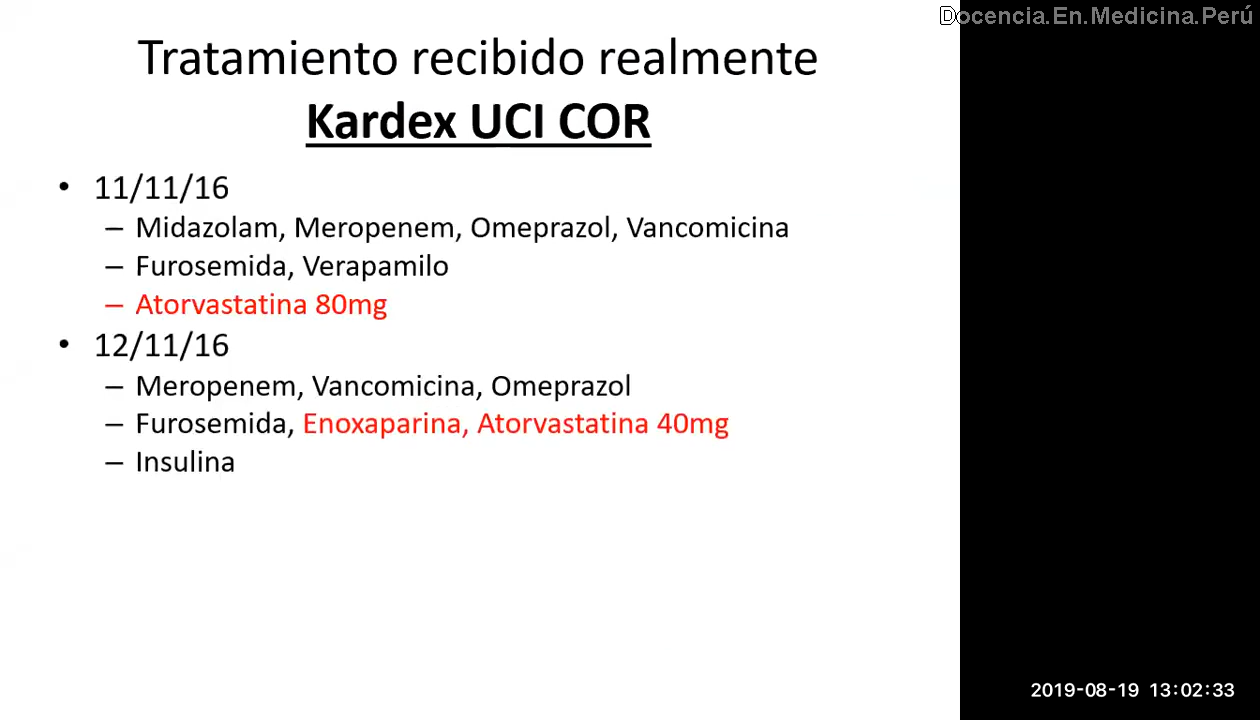 Docencia.En.Medicina.Perú
Tratamiento recibido realmente
Kardex UCI COR
• 11/11/16
– Midazolam, Meropenem, Omeprazol, Vancomicina
– Furosemida, Verapamilo
– Atorvastatina 80mg
• 12/11/16
– Meropenem, Vancomicina, Omeprazol
– Furosemida, Enoxaparina, Atorvastatina 40mg
– Insulina
2019-08-19 13:02:33